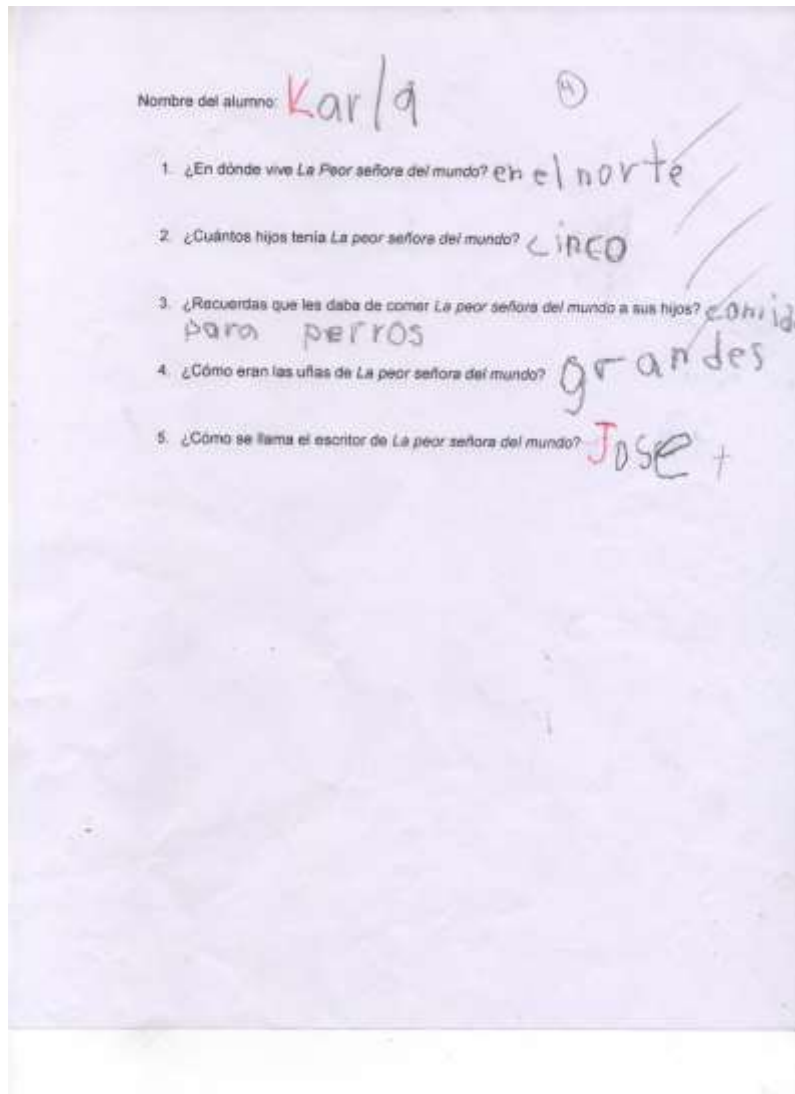 Nombre del alumno: Karla 4
1. ¿En dónde vive La Peor señora del mundo? en el norte
2. ¿Cuántos hijos tenía La peor señora del mundo? cinco
3. ¿Recuerdas que les daba de comer La peor señora del mundo a sus hijos? comida
para perros
4. ¿Cómo eran las uñas de La peor señora del mundo? grandes
5. ¿Cómo se llama el escritor de La peor señora del mundo? Jose +